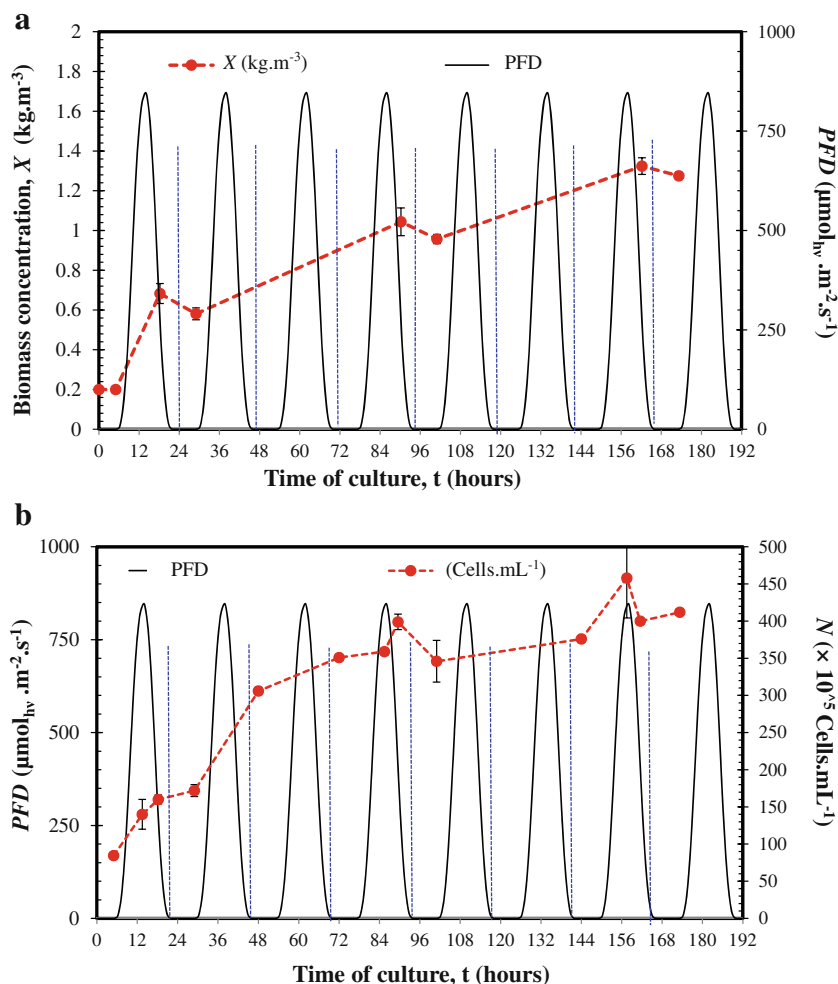 a
2
1.8
1.6
1.4
1.2
1
0.8
0.6
0.4
0.2
0
Biomass concentration, X (kg.m-3)
X (kg.m-3)
PFD
1000
750
500
250
0
PFD (µmolhν .m-2.s-1)
0 12 24 36 48 60 72 84 96 108 120 132 144 156 168 180 192
Time of culture, t (hours)
b
1000
750
500
250
0
PFD (µmolhν .m-2.s-1)
PFD
(Cells.mL-1)
500
450
400
350
300
250
200
150
100
50
0
N (× 10^5 Cells.mL-1)
0 12 24 36 48 60 72 84 96 108 120 132 144 156 168 180 192
Time of culture, t (hours)